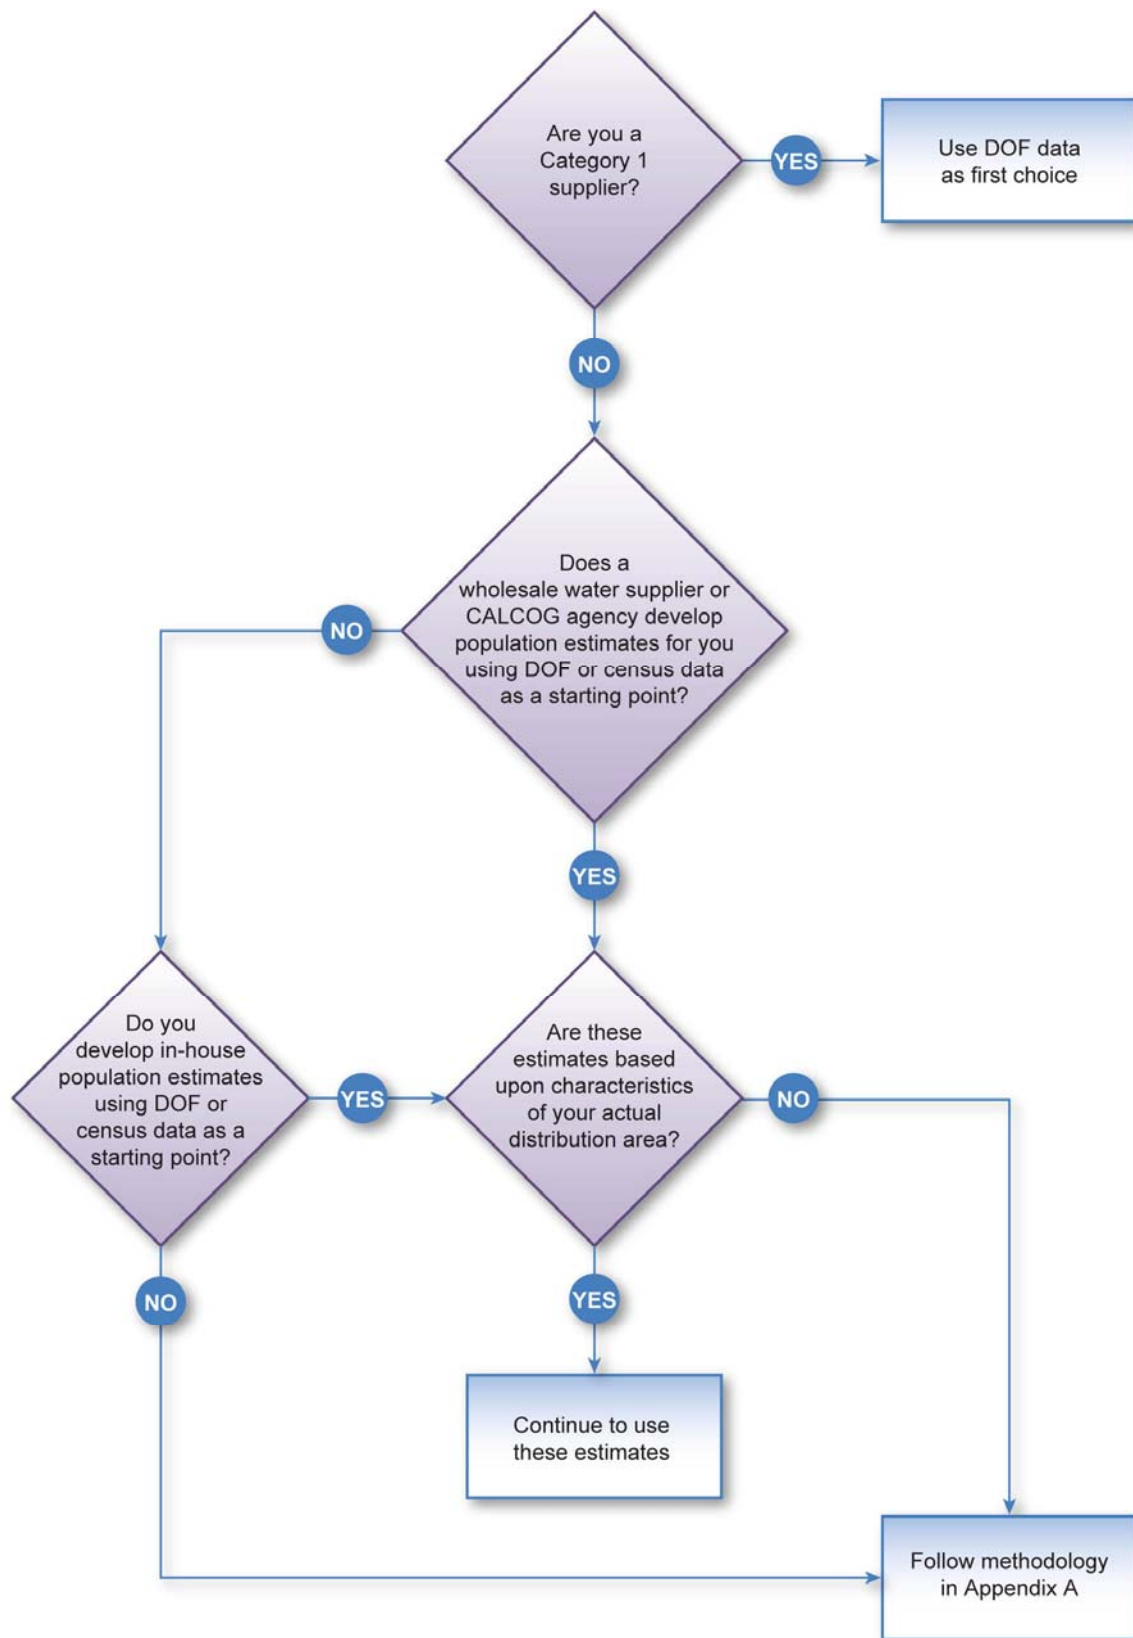 Are you a
Category 1
supplier?
YES
Use DOF data
as first choice
NO
Does a
wholesale water supplier or
CALCOG agency develop
population estimates for you
using DOF or census data
as a starting point?
NO
YES
Do you
develop in-house
population estimates
using DOF or
census data as a
starting point?
YES
Are these
estimates based
upon characteristics
of your actual
distribution area?
NO
NO
YES
Continue to use
these estimates
Follow methodology
in Appendix A